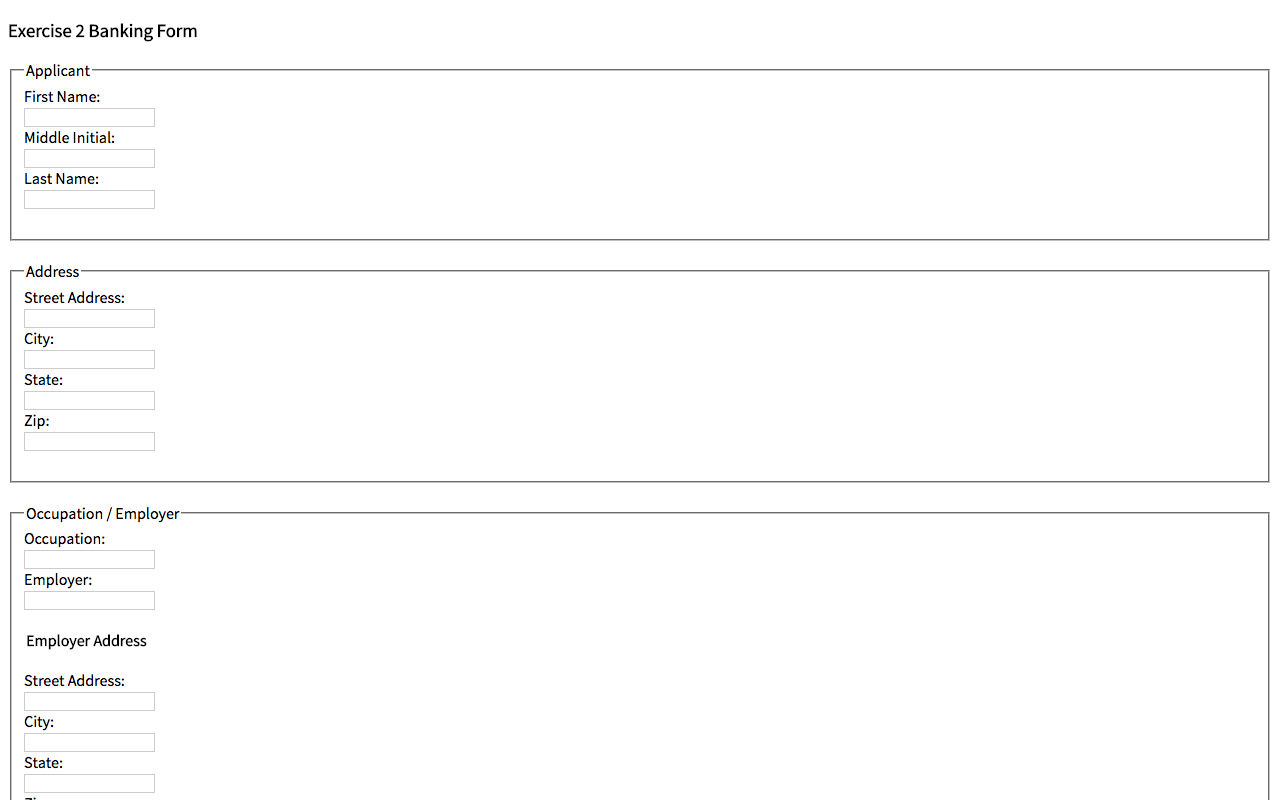 Exercise 2 Banking Form
Applicant
First Name:
Middle Initial:
Last Name:
Address
Street Address:
City:
State:
Zip:
Occupation / Employer
Occupation:
Employer:
Employer Address
Street Address:
City:
State: